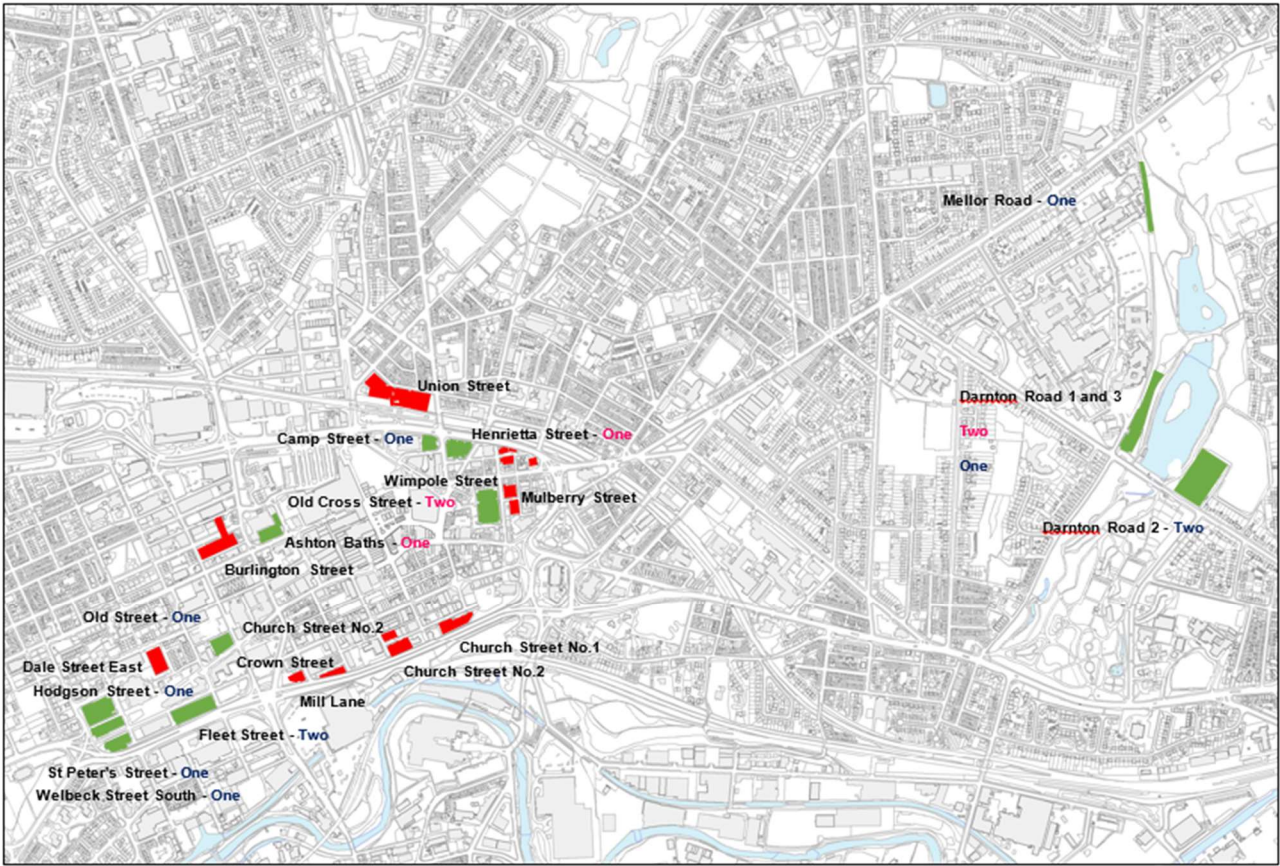 Mellor Road - One
Union Street
Darnton Road 1 and 3
Two
One
Camp Street - One
Henrietta Street - One
Wimpole Street
Old Cross Street - Two
Mulberry Street
Darnton Road 2 - Two
Ashton Baths - One
Burlington Street
Old Street - One
Church Street No.2
Church Street No.1
Dale Street East
Crown Street
Church Street No.2
Hodgson Street - One
Mill Lane
Fleet Street - Two
St Peter's Street - One
Welbeck Street South - One